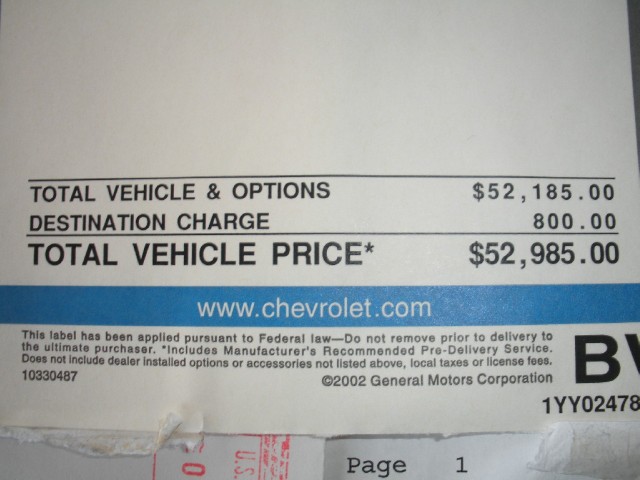 TOTAL VEHICLE & OPTIONS $52,185.00
DESTINATION CHARGE 800.00
TOTAL VEHICLE PRICE* $52,985.00
www.chevrolet.com
This label has been applied pursuant to Federal law—Do not remove prior to delivery to
the ultimate purchaser. *Includes Manufacturer's Recommended Pre-Delivery Service.
Does not include dealer installed options or accessories not listed above, local taxes or license fees.
10330487 ©2002 General Motors Corporation
1YY02478
U.S.
Page 1